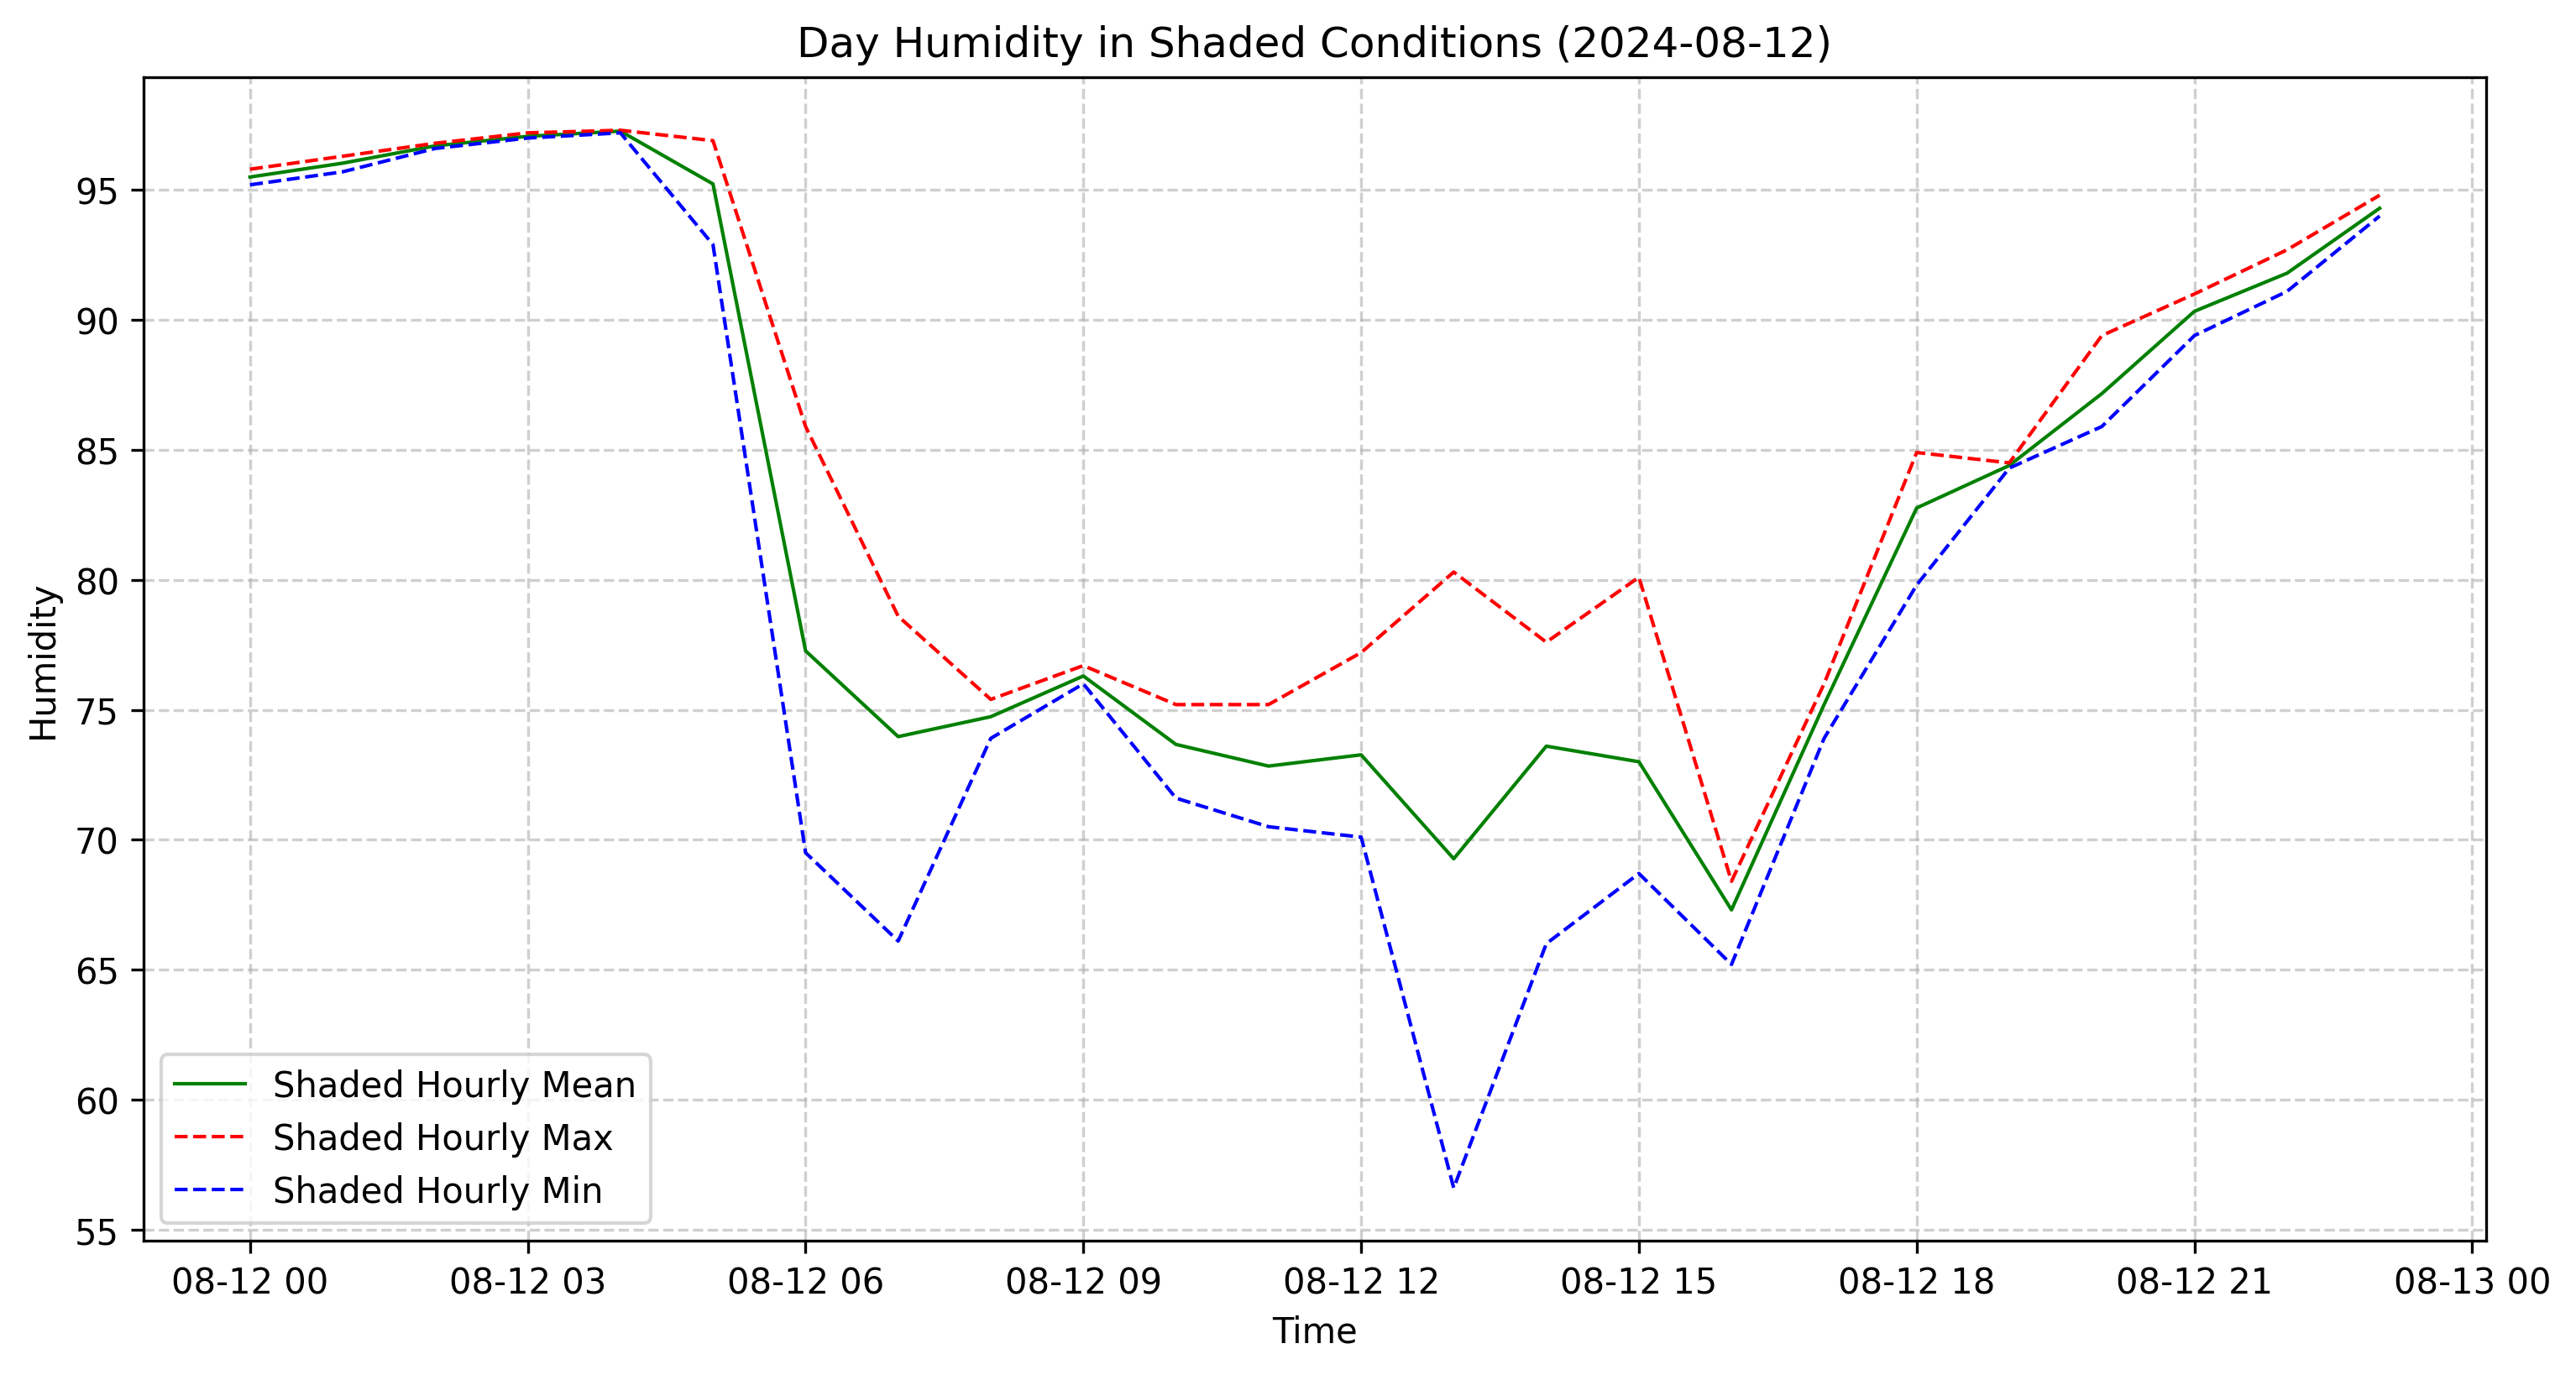 Day Humidity in Shaded Conditions (2024-08-12)
Humidity
95
90
85
80
75
70
65
60
55
Shaded Hourly Mean
Shaded Hourly Max
Shaded Hourly Min
08-12 00 08-12 03 08-12 06 08-12 09 08-12 12 08-12 15 08-12 18 08-12 21 08-13 00
Time